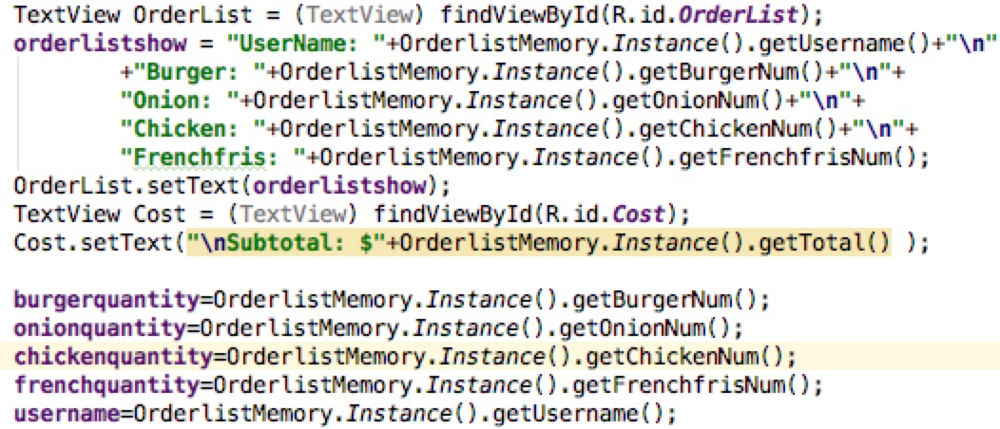 TextView OrderList = (TextView) findViewById(R.id.OrderList);
orderlistshow = "UserName: "+OrderlistMemory.Instance().getUsername()+"\n"
+"Burger: "+OrderlistMemory.Instance().getBurgerNum()+"\n"+
"Onion: "+OrderlistMemory.Instance().getOnionNum()+"\n"+
"Chicken: "+OrderlistMemory.Instance().getChickenNum()+"\n"+
"Frenchfris: "+OrderlistMemory.Instance().getFrenchfrisNum();
OrderList.setText(orderlistshow);
TextView Cost = (TextView) findViewById(R.id.Cost);
Cost.setText("\nSubtotal: $"+OrderlistMemory.Instance().getTotal() );
burgerquantity=OrderlistMemory.Instance().getBurgerNum();
onionquantity=OrderlistMemory.Instance().getOnionNum();
chickenquantity=OrderlistMemory.Instance().getChickenNum();
frenchquantity=OrderlistMemory.Instance().getFrenchfrisNum();
username=OrderlistMemory.Instance().getUsername();